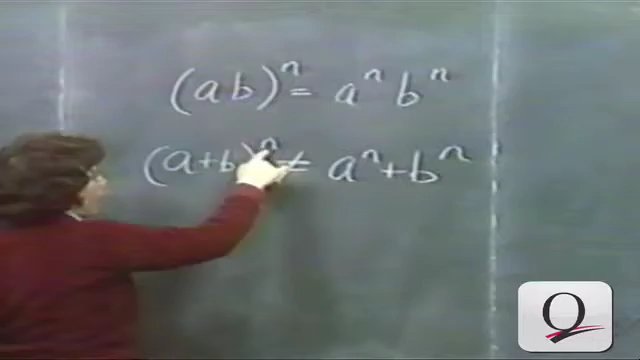 (ab)ⁿ = aⁿ bⁿ
(a+b)ⁿ ≠ aⁿ+bⁿ
Q